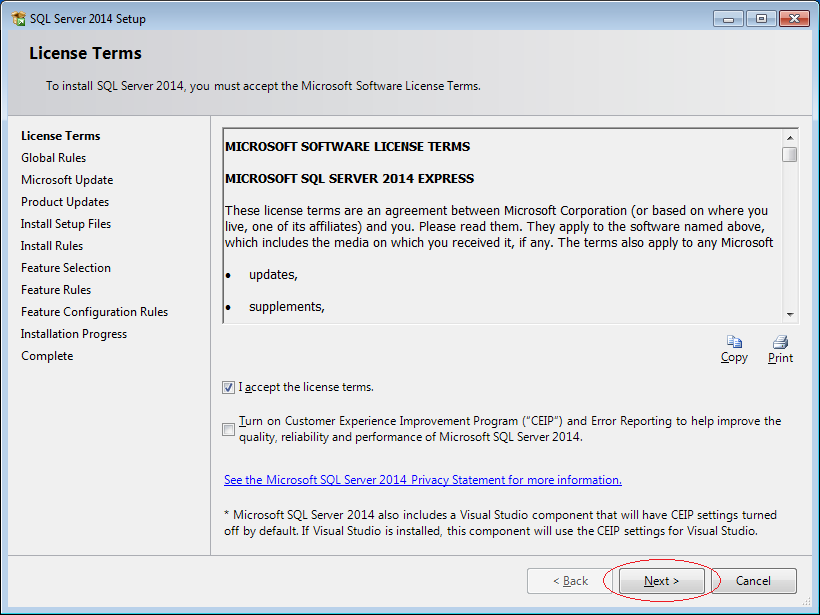 SQL Server 2014 Setup
License Terms
To install SQL Server 2014, you must accept the Microsoft Software License Terms.
License Terms
Global Rules
Microsoft Update
Product Updates
Install Setup Files
Install Rules
Feature Selection
Feature Rules
Feature Configuration Rules
Installation Progress
Complete
MICROSOFT SOFTWARE LICENSE TERMS
MICROSOFT SQL SERVER 2014 EXPRESS
These license terms are an agreement between Microsoft Corporation (or based on where you
live, one of its affiliates) and you. Please read them. They apply to the software named above,
which includes the media on which you received it, if any. The terms also apply to any Microsoft
• updates,
• supplements,
Copy Print
I accept the license terms.
Turn on Customer Experience Improvement Program ("CEIP") and Error Reporting to help improve the
quality, reliability and performance of Microsoft SQL Server 2014.
See the Microsoft SQL Server 2014 Privacy Statement for more information.
* Microsoft SQL Server 2014 also includes a Visual Studio component that will have CEIP settings turned
off by default. If Visual Studio is installed, this component will use the CEIP settings for Visual Studio.
< Back Next > Cancel